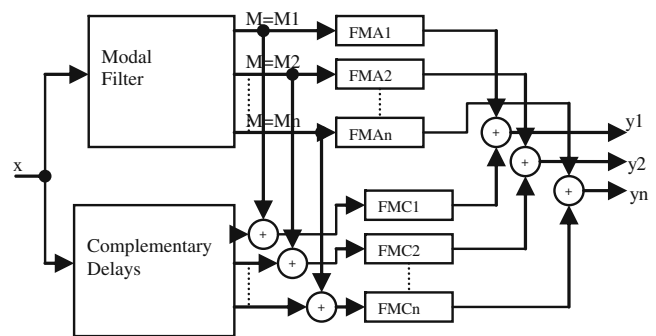 M=M1
FMA1
Modal
Filter
M=M2
FMA2
M=Mn
FMAn
+
y1
+
y2
x
+
yn
FMC1
+
Complementary
Delays
FMC2
+
FMCn
+